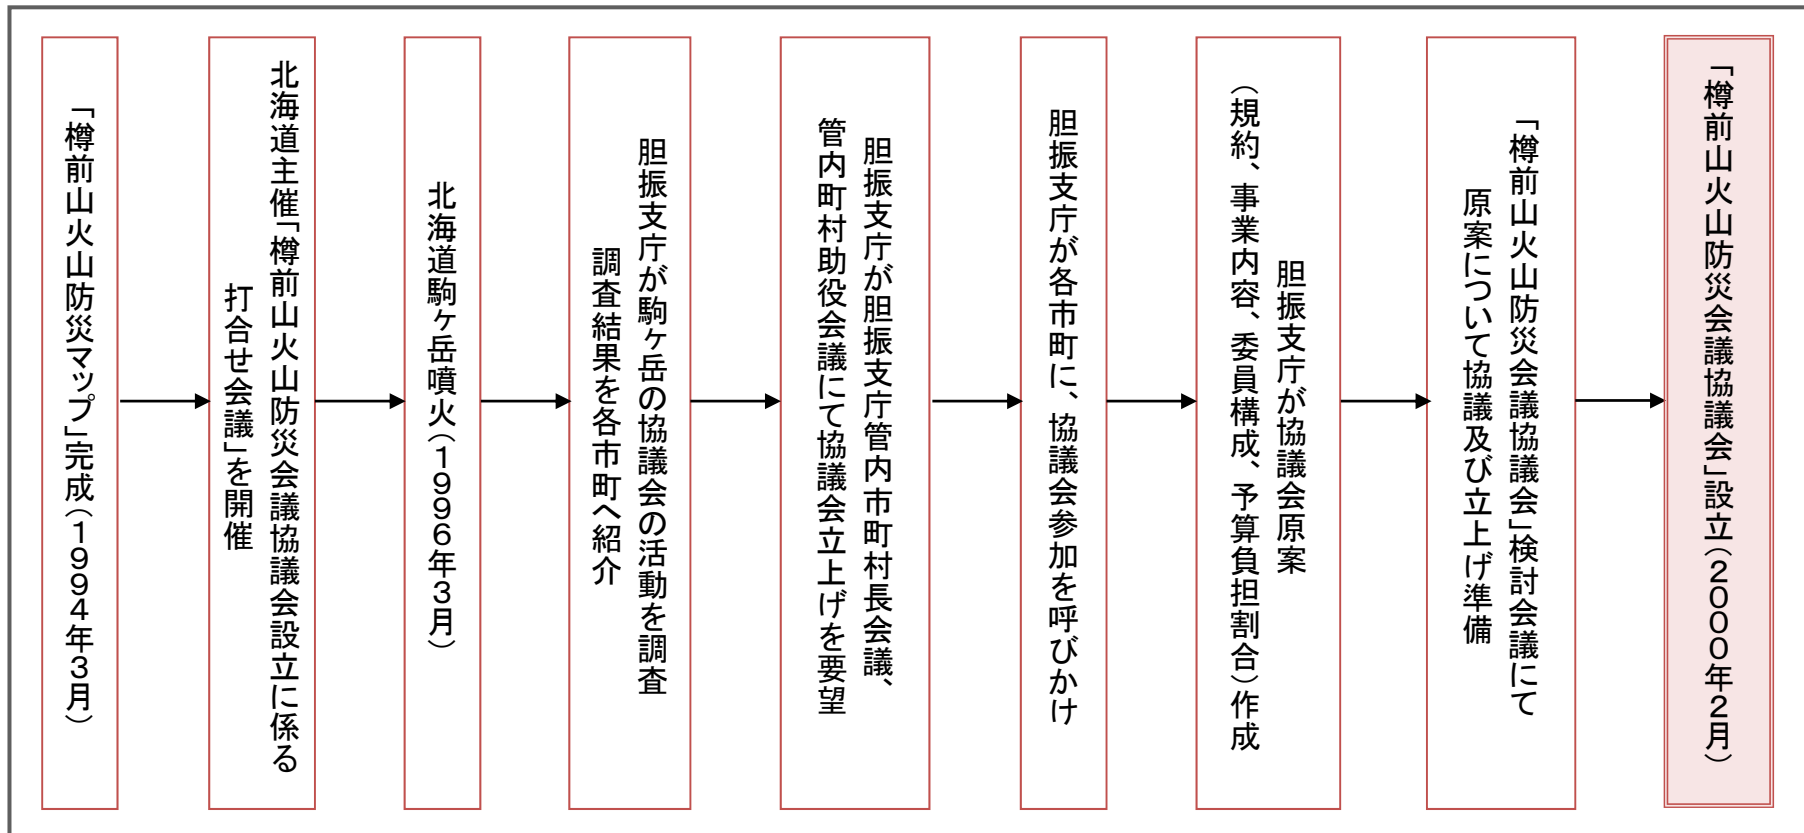 「樽前山火山防災マップ」完成（１９９４年３月）
北海道主催「樽前山火山防災会議協議会設立に係る
打合せ会議」を開催
北海道駒ヶ岳噴火（１９９６年３月）
胆振支庁が駒ヶ岳の協議会の活動を調査
調査結果を各市町へ紹介
胆振支庁が胆振支庁管内市町村長会議、
管内町村助役会議にて協議会立上げを要望
胆振支庁が各市町に、協議会参加を呼びかけ
胆振支庁が協議会原案
（規約、事業内容、委員構成、予算負担割合）作成
「樽前山火山防災会議協議会」検討会議にて
原案について協議及び立上げ準備
「樽前山火山防災会議協議会」設立（２０００年２月）